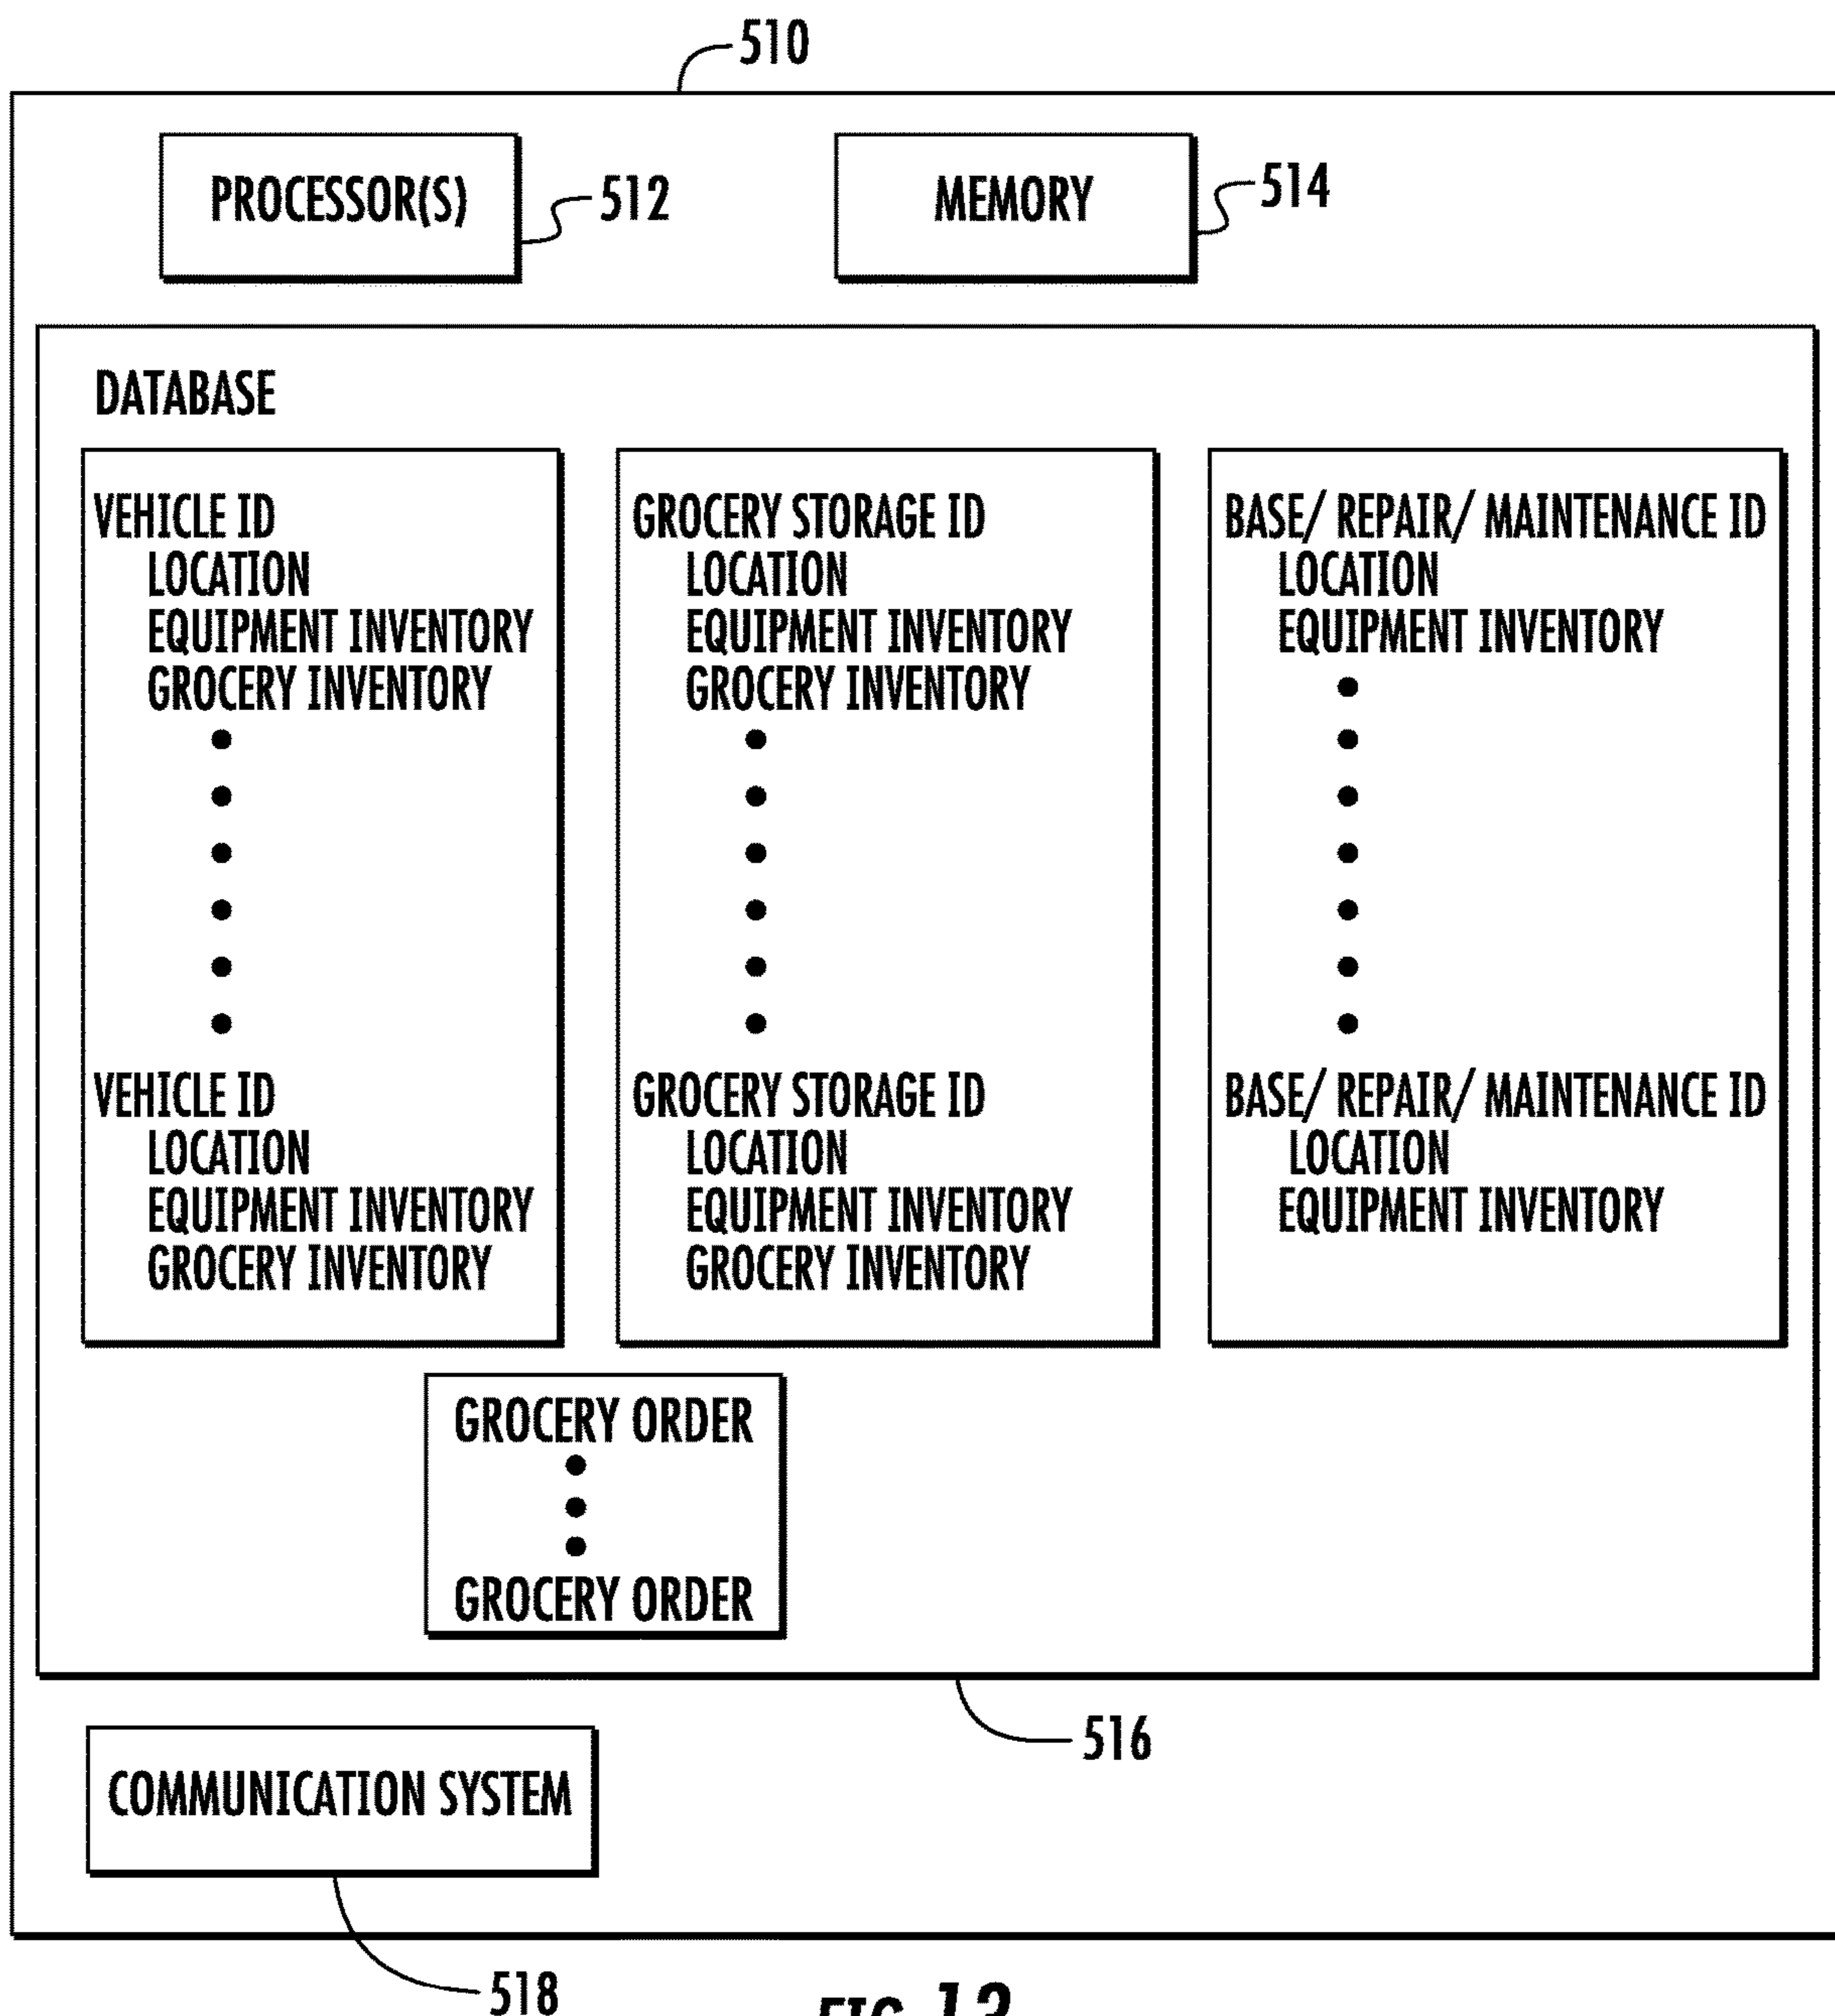 510
PROCESSOR(S)
512
MEMORY
514
DATABASE
VEHICLE ID
LOCATION
EQUIPMENT INVENTORY
GROCERY INVENTORY
VEHICLE ID
LOCATION
EQUIPMENT INVENTORY
GROCERY INVENTORY
GROCERY STORAGE ID
LOCATION
EQUIPMENT INVENTORY
GROCERY INVENTORY
GROCERY STORAGE ID
LOCATION
EQUIPMENT INVENTORY
GROCERY INVENTORY
BASE/ REPAIR/ MAINTENANCE ID
LOCATION
EQUIPMENT INVENTORY
BASE/ REPAIR/ MAINTENANCE ID
LOCATION
EQUIPMENT INVENTORY
GROCERY ORDER
GROCERY ORDER
516
COMMUNICATION SYSTEM
518